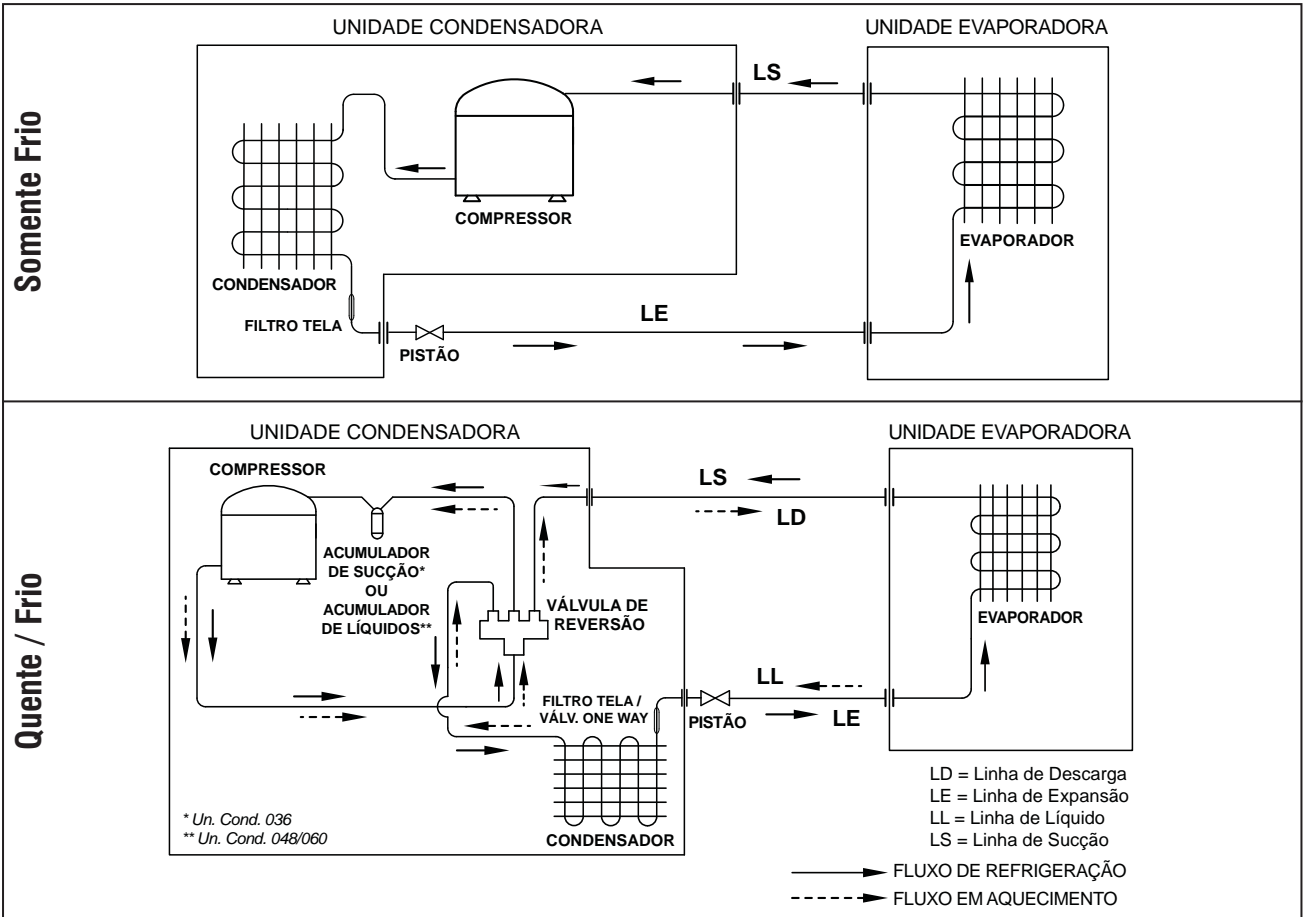 Somente Frio
UNIDADE CONDENSADORA
UNIDADE EVAPORADORA
LS
COMPRESSOR
EVAPORADOR
CONDENSADOR
FILTRO TELA
LE
PISTÃO
Quente / Frio
UNIDADE CONDENSADORA
UNIDADE EVAPORADORA
COMPRESSOR
LS
LD
ACUMULADOR
DE SUCÇÃO*
OU
ACUMULADOR
DE LÍQUIDOS**
VÁLVULA DE
REVERSÃO
EVAPORADOR
LL
FILTRO TELA /
VÁLV. ONE WAY
PISTÃO
LE
* Un. Cond. 036
** Un. Cond. 048/060
CONDENSADOR
LD = Linha de Descarga
LE = Linha de Expansão
LL = Linha de Líquido
LS = Linha de Sucção
FLUXO DE REFRIGERAÇÃO
FLUXO EM AQUECIMENTO